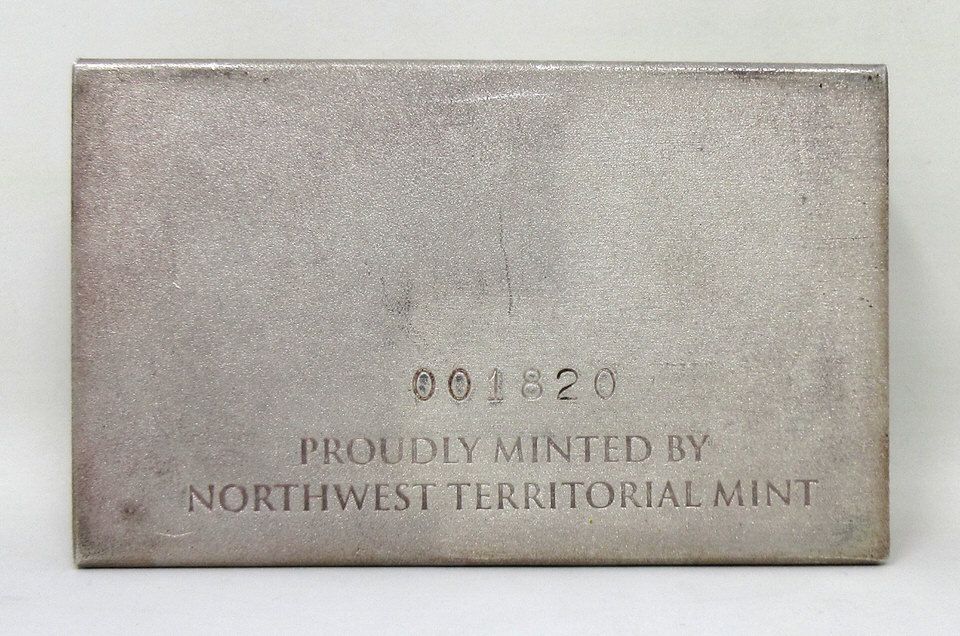 001820
PROUDLY MINTED BY
NORTHWEST TERRITORIAL MINT